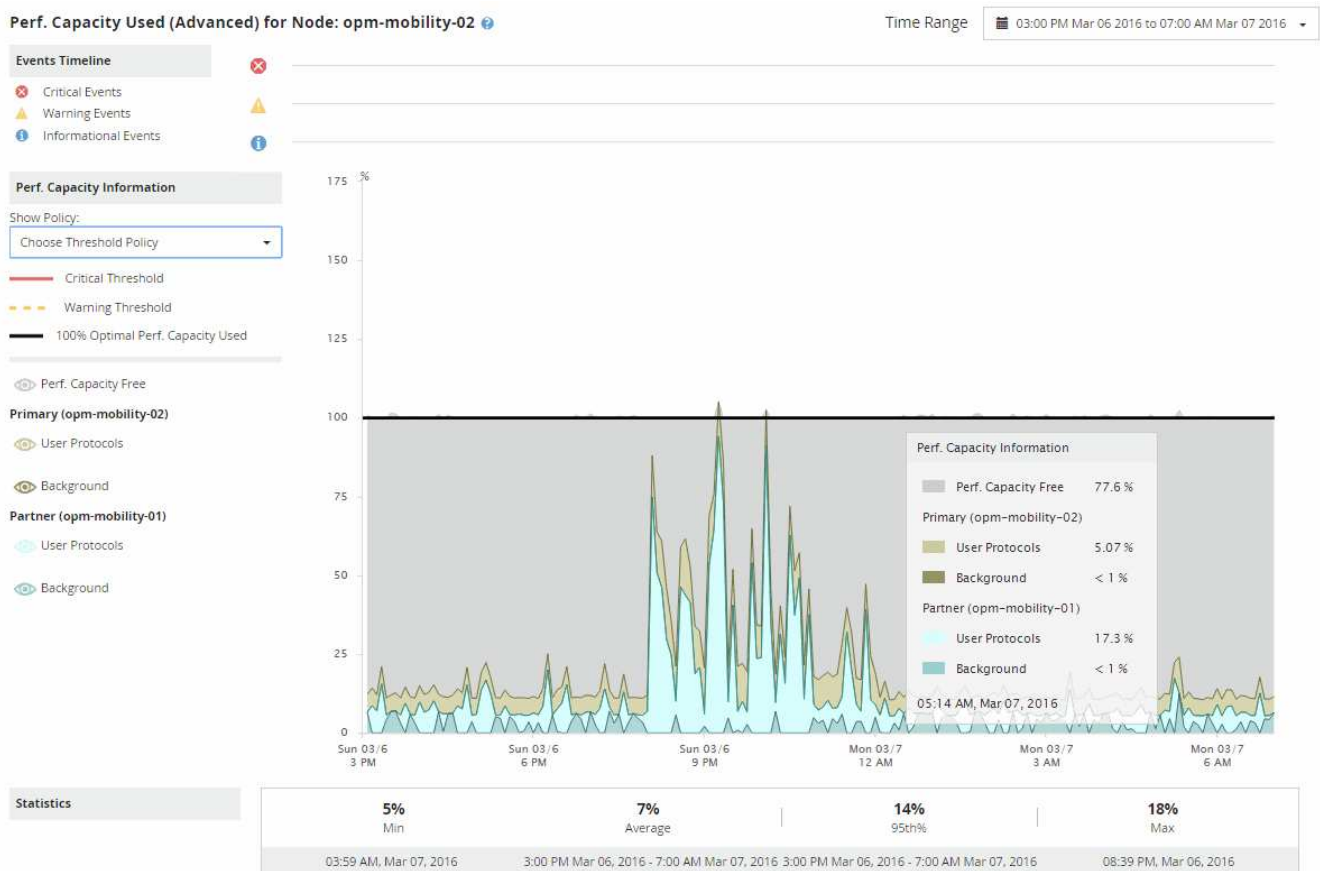 Perf. Capacity Used (Advanced) for Node: opm-mobility-02 ?
Time Range 03:00 PM Mar 06 2016 to 07:00 AM Mar 07 2016
Events Timeline
Critical Events
Warning Events
Informational Events
Perf. Capacity Information
Show Policy:
Choose Threshold Policy
Critical Threshold
Warning Threshold
100% Optimal Perf. Capacity Used
Perf. Capacity Free
Primary (opm-mobility-02)
User Protocols
Background
Partner (opm-mobility-01)
User Protocols
Background
%
175
150
125
100
75
50
25
0
Sun 03/6 3 PM
Sun 03/6 6 PM
Sun 03/6 9 PM
Mon 03/7 12 AM
Mon 03/7 3 AM
Mon 03/7 6 AM
Perf. Capacity Information
Perf. Capacity Free 77.6 %
Primary (opm-mobility-02)
User Protocols 5.07 %
Background < 1 %
Partner (opm-mobility-01)
User Protocols 17.3 %
Background < 1 %
05:14 AM, Mar 07, 2016
Statistics
5% 7% 14% 18%
Min Average 95th% Max
03:59 AM, Mar 07, 2016 3:00 PM Mar 06, 2016 - 7:00 AM Mar 07, 2016 3:00 PM Mar 06, 2016 - 7:00 AM Mar 07, 2016 08:39 PM, Mar 06, 2016